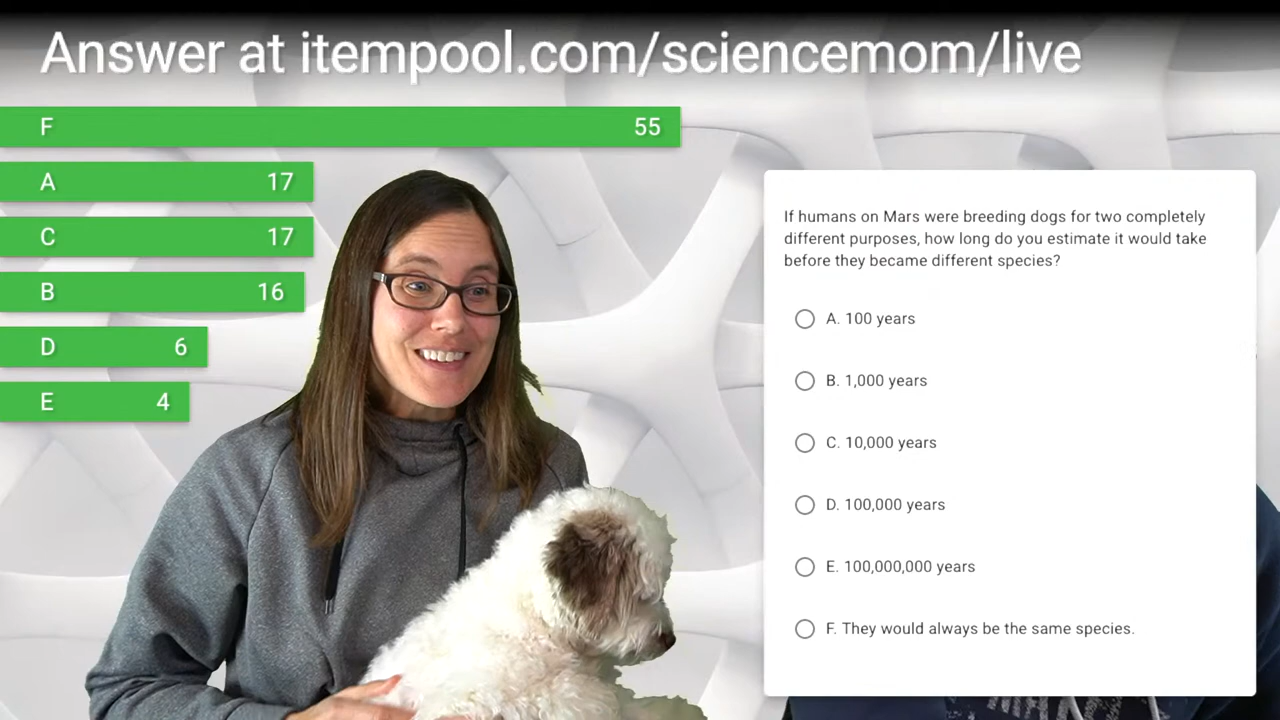 Answer at itempool.com/sciencemom/live
F 55
A 17
C 17
B 16
D 6
E 4
If humans on Mars were breeding dogs for two completely
different purposes, how long do you estimate it would take
before they became different species?
A. 100 years
B. 1,000 years
C. 10,000 years
D. 100,000 years
E. 100,000,000 years
F. They would always be the same species.